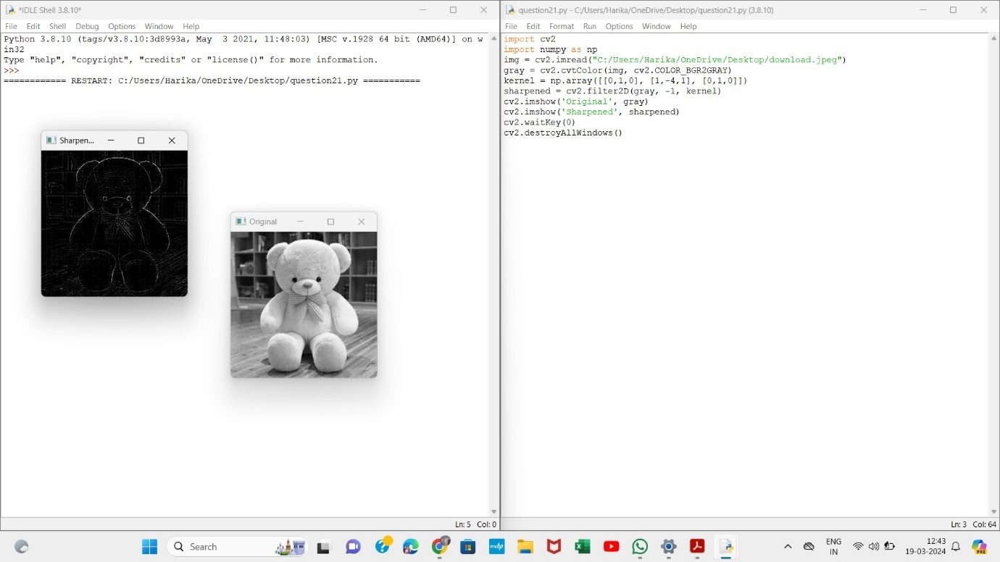 *IDLE Shell 3.8.10*
File Edit Shell Debug Options Window Help
Python 3.8.10 (tags/v3.8.10:3d8993a, May  3 2021, 11:48:03) [MSC v.1928 64 bit (AMD64)] on w
in32
Type "help", "copyright", "credits" or "license()" for more information.
>>>
============ RESTART: C:/Users/Harika/OneDrive/Desktop/question21.py ===========
Sharpen...
Original
Ln: 5 Col: 0
question21.py - C:/Users/Harika/OneDrive/Desktop/question21.py (3.8.10)
File Edit Format Run Options Window Help
import cv2
import numpy as np
img = cv2.imread("C:/Users/Harika/OneDrive/Desktop/download.jpeg")
gray = cv2.cvtColor(img, cv2.COLOR_BGR2GRAY)
kernel = np.array([[0,1,0], [1,-4,1], [0,1,0]])
sharpened = cv2.filter2D(gray, -1, kernel)
cv2.imshow('Original', gray)
cv2.imshow('Sharpened', sharpened)
cv2.waitKey(0)
cv2.destroyAllWindows()
Ln: 3 Col: 64
Search
myhp
ENG
IN
12:43
19-03-2024
PRE